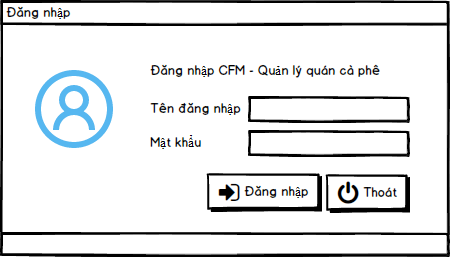 Đăng nhập
Đăng nhập CFM - Quản lý quán cà phê
Tên đăng nhập
Mật khẩu
Đăng nhập Thoát